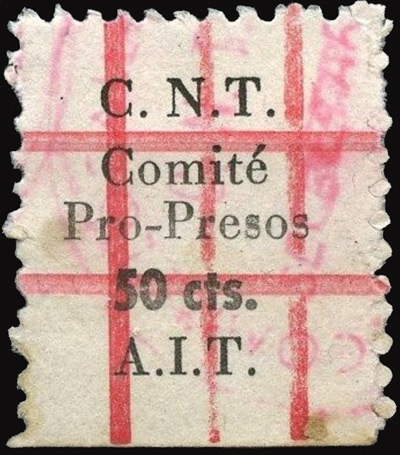 C. N. T.
Comité
Pro-Presos
50 cts.
A. I. T.